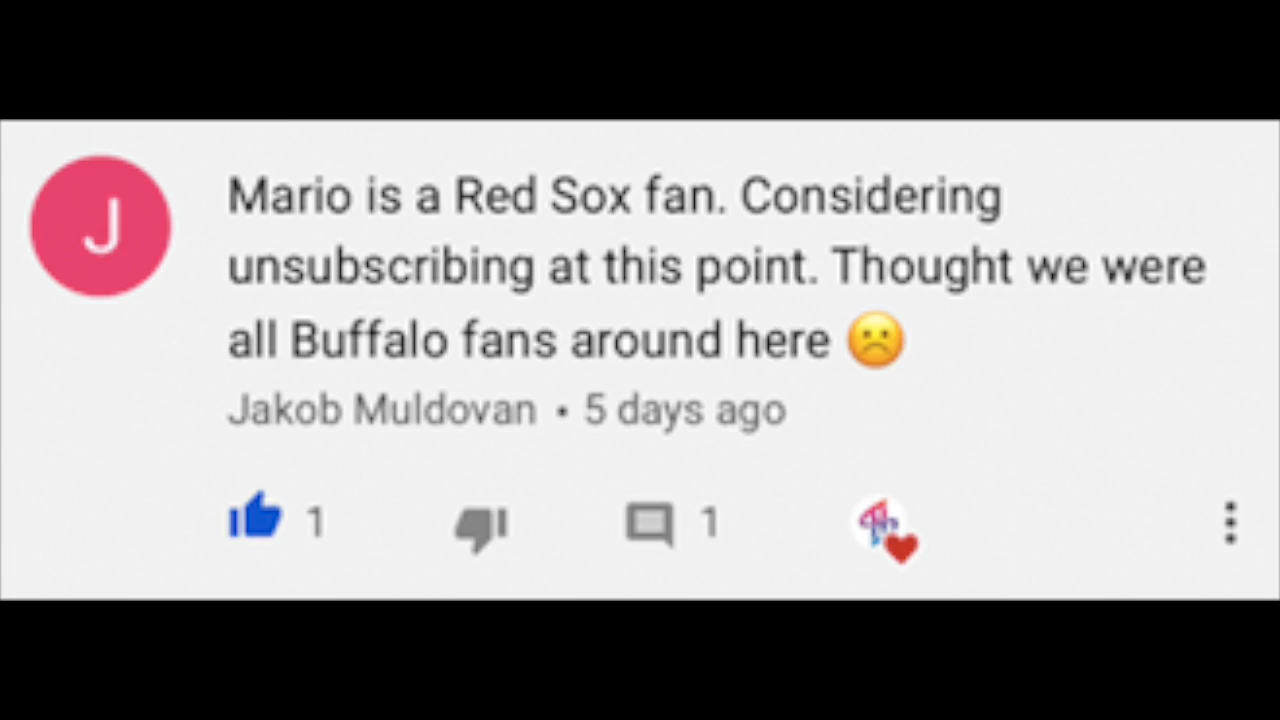 J
Mario is a Red Sox fan. Considering
unsubscribing at this point. Thought we were
all Buffalo fans around here ☹️
Jakob Muldovan • 5 days ago
1
1